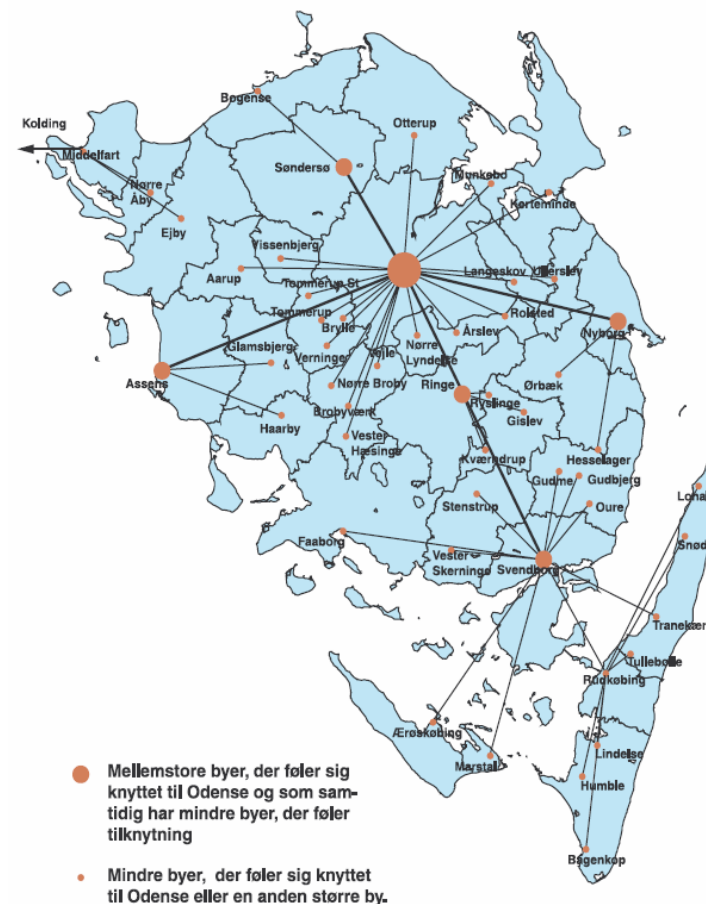 Bogense
Otterup
Kolding
Middelfart
Søndersø
Munkebo
Nørre
Åby
Kerteminde
Ejby
Vissenbjerg
Aarup
Langeskov
Ullerslev
Tommerup St
Tommerup
Rolsted
Brylle
Årslev
Nyborg
Glamsbjerg
Verninge
Vejle
Nørre
Lyndelse
Assens
Nørre Broby
Ringe
Ørbæk
Ryslinge
Brobyværk
Gislev
Haarby
Vester
Hæsinge
Kværndrup
Hesselager
Gudme
Gudbjerg
Stenstrup
Oure
Snød
Faaborg
Vester
Skerninge
Svendborg
Tranekær
Tullebølle
Rudkøbing
Ærøskøbing
Lindelse
Marstal
Humble
Bagenkop
Mellemstore byer, der føler sig
knyttet til Odense og som sam-
tidig har mindre byer, der føler
tilknytning
Mindre byer, der føler sig knyttet
til Odense eller en anden større by.